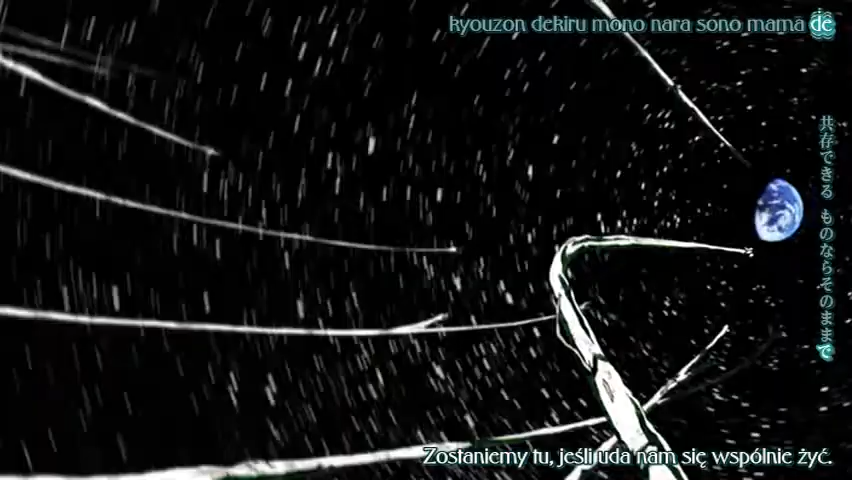 kyouzon dekiru mono nara sono mama de
共存できる ものならそのままで
Zostaniemy tu, jeśli uda nam się wspólnie żyć.